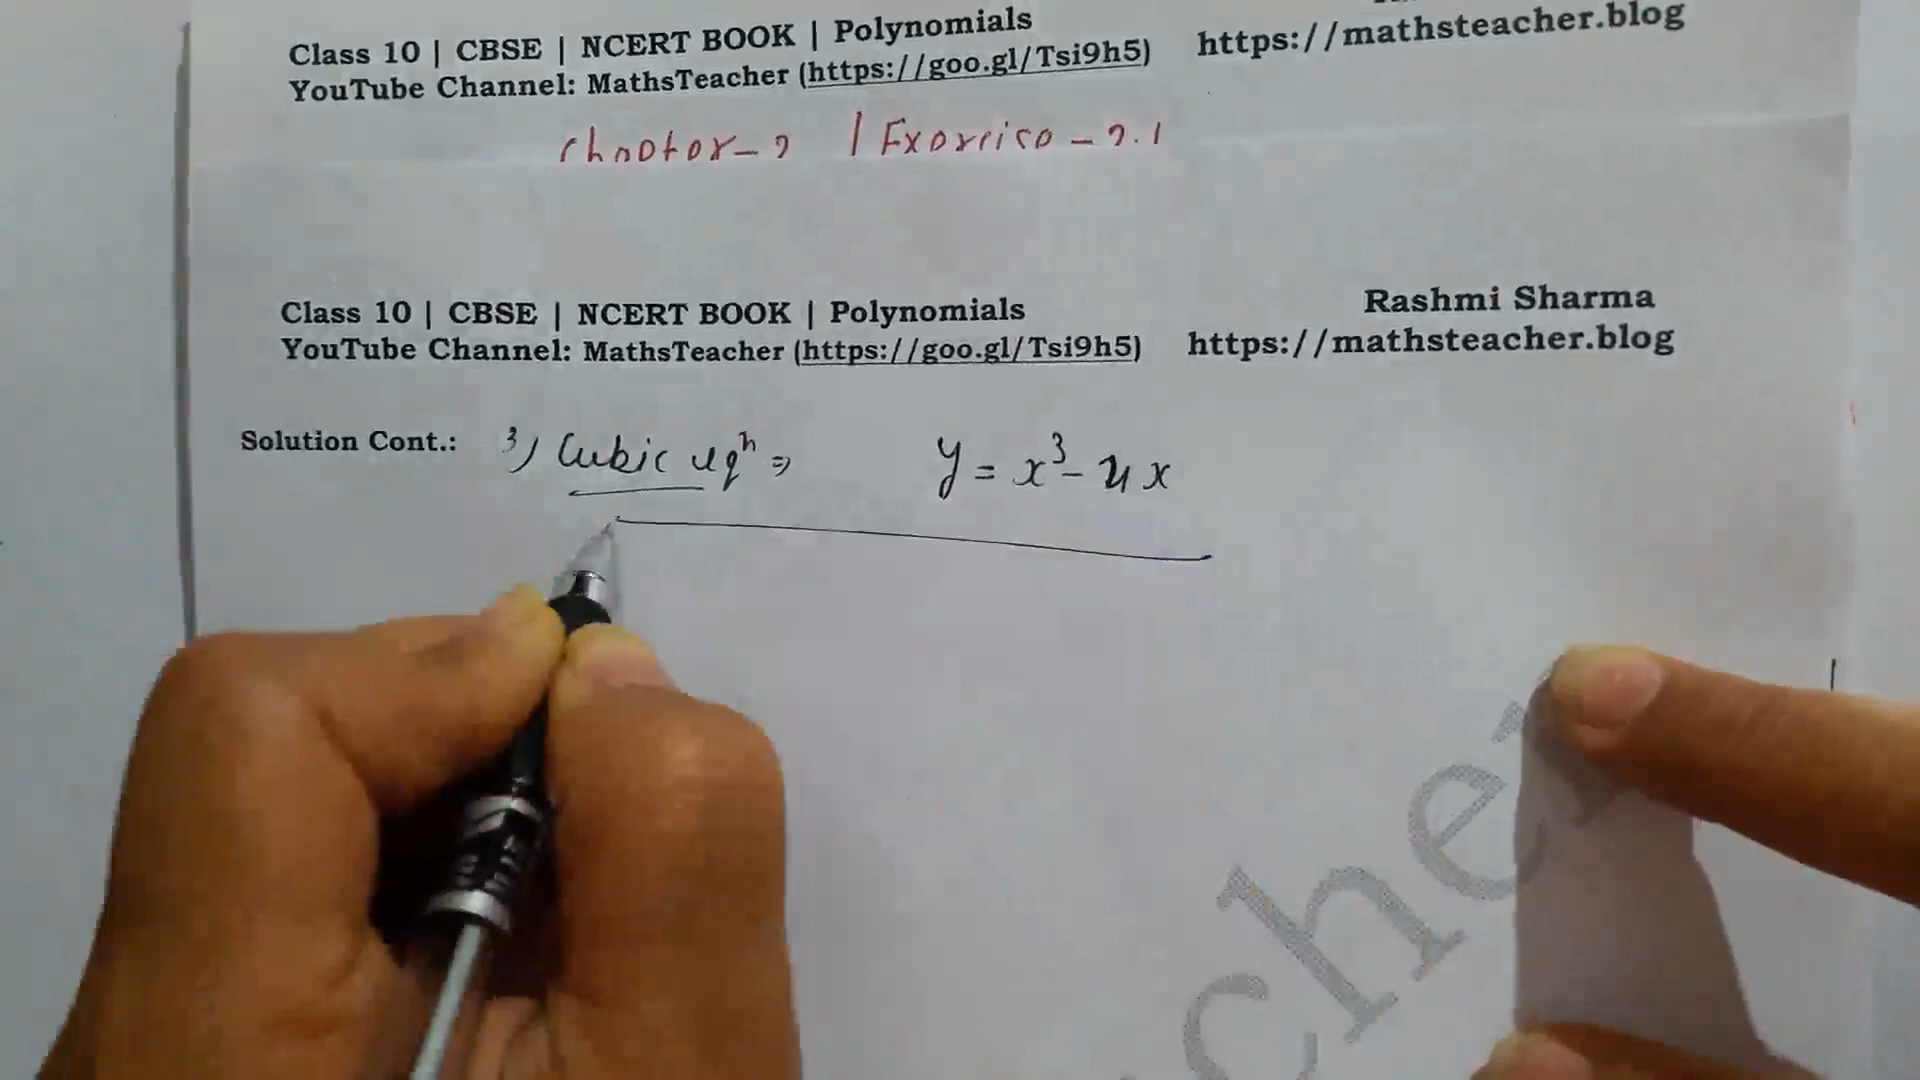 Class 10 | CBSE | NCERT BOOK | Polynomials
YouTube Channel: MathsTeacher (https://goo.gl/Tsi9h5) https://mathsteacher.blog
Exercise - 2.1
Class 10 | CBSE | NCERT BOOK | Polynomials Rashmi Sharma
YouTube Channel: MathsTeacher (https://goo.gl/Tsi9h5) https://mathsteacher.blog
Solution Cont.: 3) Cubic eqⁿ ⇒ y = x³ - 4x
cher